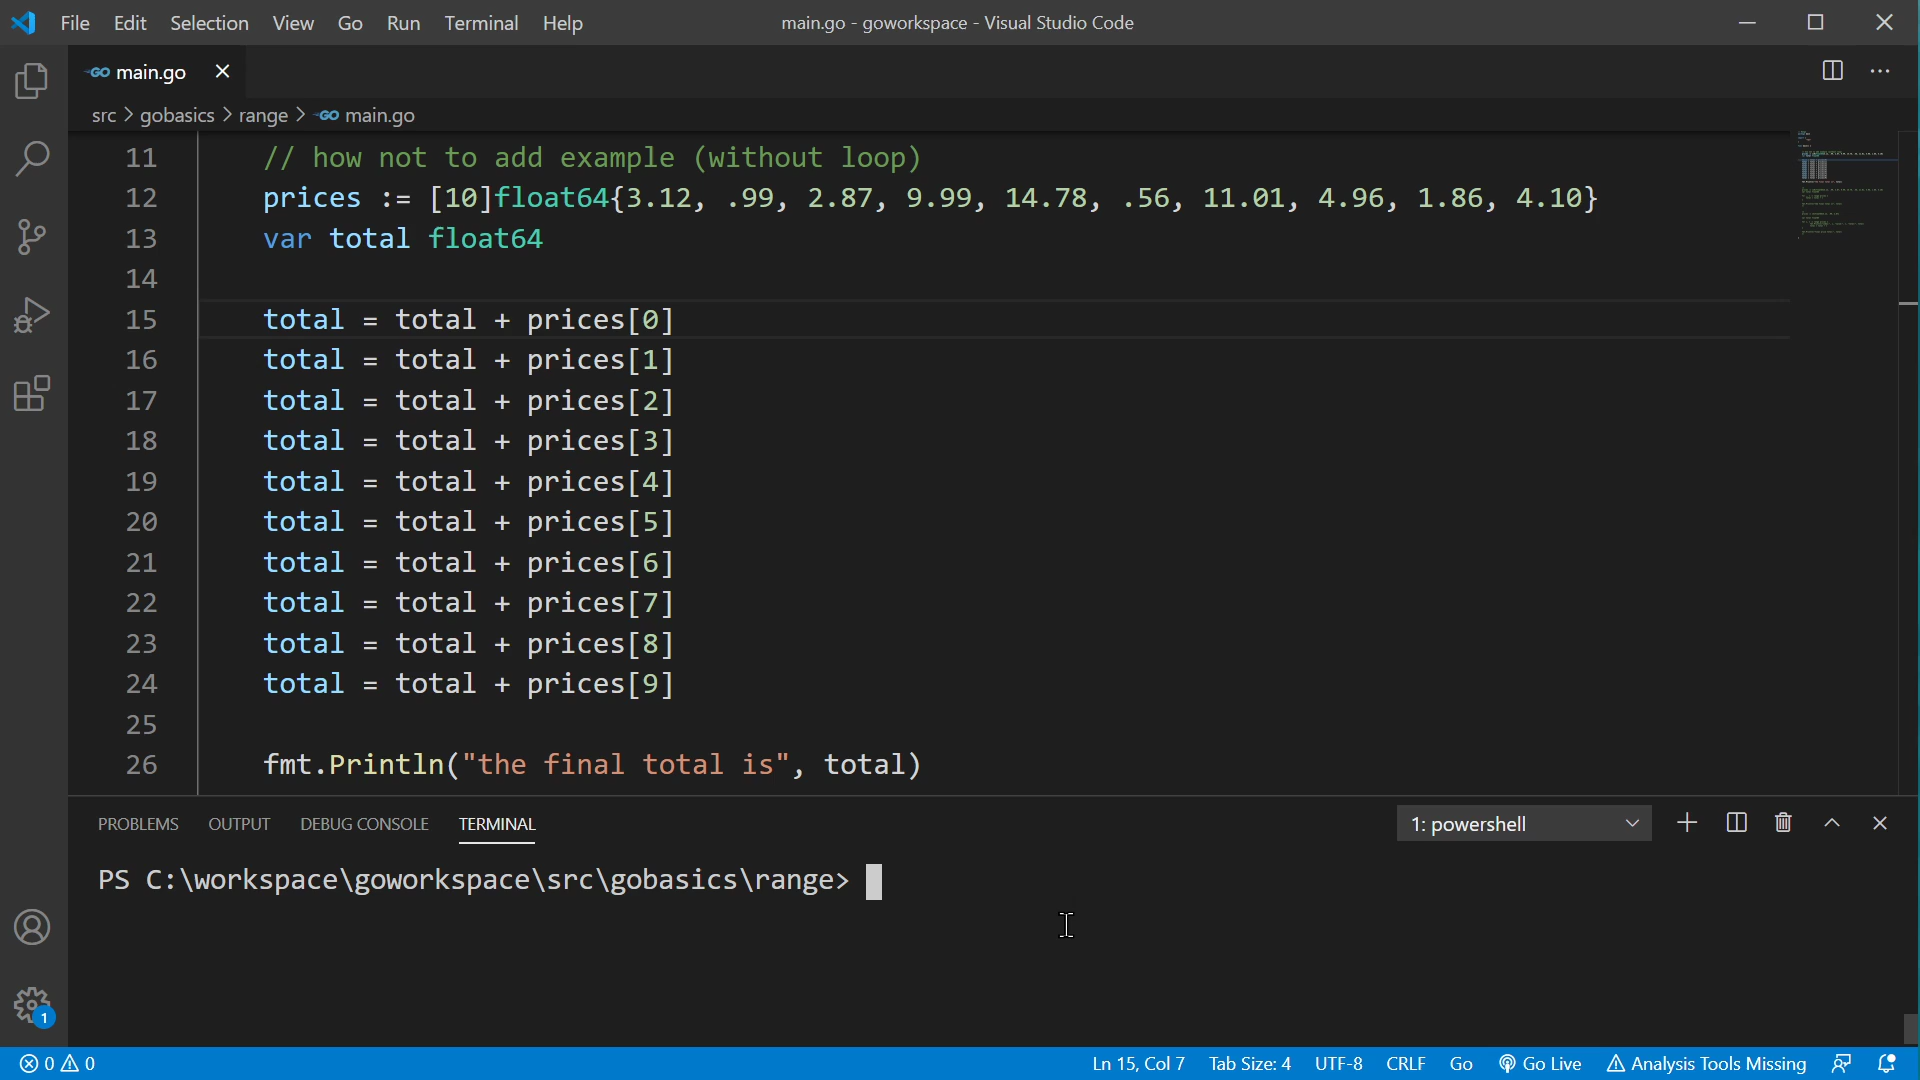 File Edit Selection View Go Run Terminal Help main.go - goworkspace - Visual Studio Code
GO main.go
src > gobasics > range > GO main.go
11 // how not to add example (without loop)
12 prices := [10]float64{3.12, .99, 2.87, 9.99, 14.78, .56, 11.01, 4.96, 1.86, 4.10}
13 var total float64
14
15 total = total + prices[0]
16 total = total + prices[1]
17 total = total + prices[2]
18 total = total + prices[3]
19 total = total + prices[4]
20 total = total + prices[5]
21 total = total + prices[6]
22 total = total + prices[7]
23 total = total + prices[8]
24 total = total + prices[9]
25
26 fmt.Println("the final total is", total)
PROBLEMS OUTPUT DEBUG CONSOLE TERMINAL 1: powershell
PS C:\workspace\goworkspace\src\gobasics\range>
1
0 0 Ln 15, Col 7 Tab Size: 4 UTF-8 CRLF Go Go Live Analysis Tools Missing